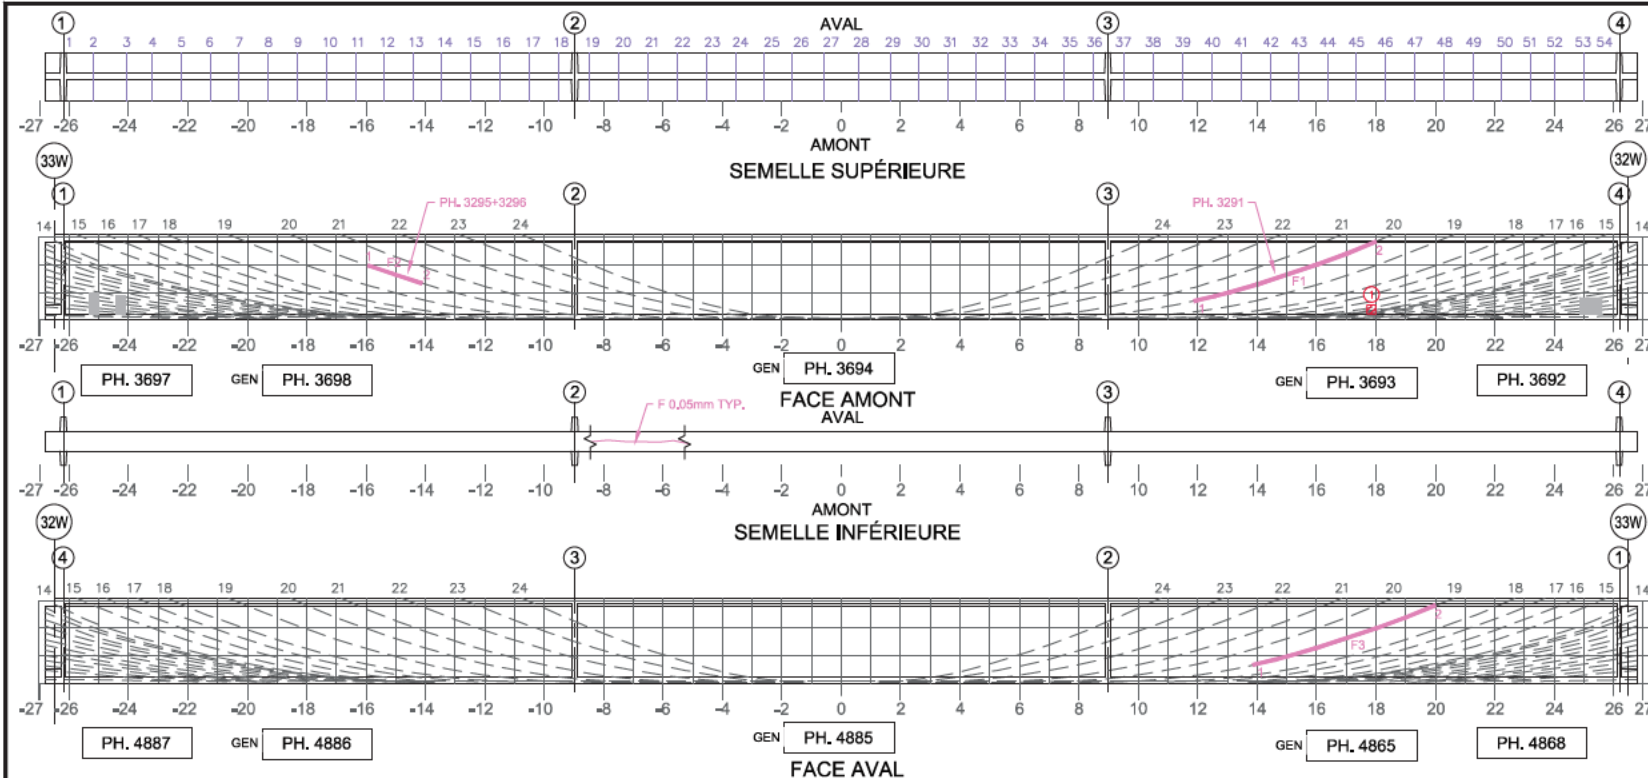 1 2 AVAL 3 4
1 2 3 4 5 6 7 8 9 10 11 12 13 14 15 16 17 18 19 20 21 22 23 24 25 26 27 28 29 30 31 32 33 34 35 36 37 38 39 40 41 42 43 44 45 46 47 48 49 50 51 52 53 54
-27 -26 -24 -22 -20 -18 -16 -14 -12 -10 -8 -6 -4 -2 0 2 4 6 8 10 12 14 16 18 20 22 24 26 27
AMONT
SEMELLE SUPÉRIEURE
33W 32W
1 2 3 4
PH. 3295+3296 PH. 3291
14 15 16 17 18 19 20 21 22 23 24 24 23 22 21 20 19 18 17 16 15 14
1 2 F1 1 2
-27 -26 -24 -22 -20 -18 -16 -14 -12 -10 -8 -6 -4 -2 0 2 4 6 8 10 12 14 16 18 20 22 24 26 27
PH. 3697 GEN PH. 3698 GEN PH. 3694 GEN PH. 3693 PH. 3692
FACE AMONT
1 2 AVAL 3 4
F 0.05mm TYP.
-27 -26 -24 -22 -20 -18 -16 -14 -12 -10 -8 -6 -4 -2 0 2 4 6 8 10 12 14 16 18 20 22 24 26 27
AMONT
SEMELLE INFÉRIEURE
32W 33W
4 3 2 1
14 15 16 17 18 19 20 21 22 23 24 24 23 22 21 20 19 18 17 16 15 14
1 F3 2
-27 -26 -24 -22 -20 -18 -16 -14 -12 -10 -8 -6 -4 -2 0 2 4 6 8 10 12 14 16 18 20 22 24 26 27
PH. 4887 GEN PH. 4886 GEN PH. 4885 GEN PH. 4865 PH. 4868
FACE AVAL